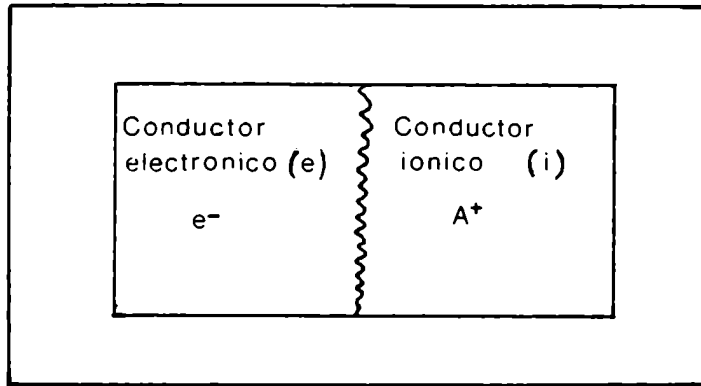 Conductor
electronico (e)
e⁻
Conductor
ionico (i)
A⁺